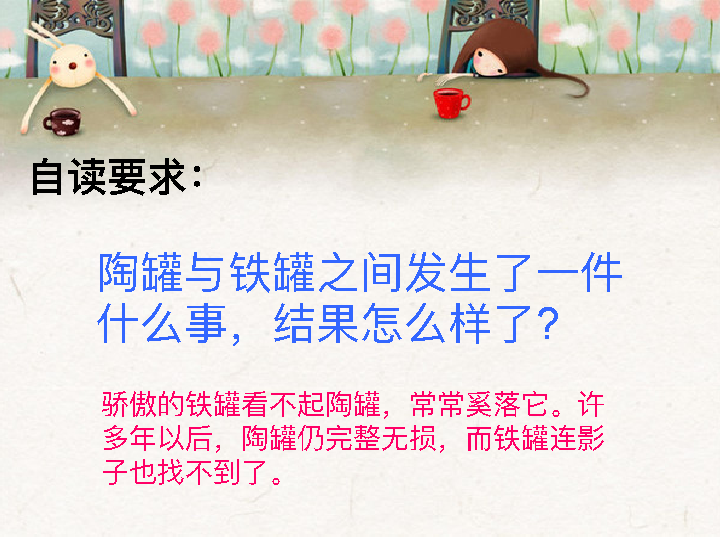 自读要求：
陶罐与铁罐之间发生了一件
什么事，结果怎么样了?
骄傲的铁罐看不起陶罐，常常奚落它。许
多年以后，陶罐仍完整无损，而铁罐连影
子也找不到了。